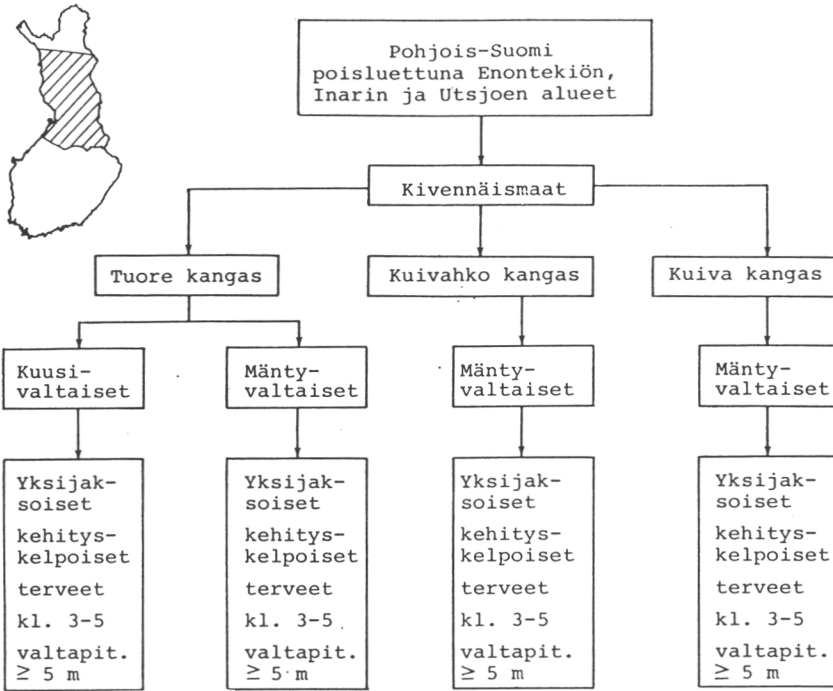 Pohjois-Suomi
poisluettuna Enontekiön,
Inarin ja Utsjoen alueet
Kivennäismaat
Tuore kangas
Kuivahko kangas
Kuiva kangas
Kuusi-
valtaiset
Mänty-
valtaiset
Mänty-
valtaiset
Mänty-
valtaiset
Yksijak-
soiset
kehitys-
kelpoiset
terveet
kl. 3-5
valtapit.
≥ 5 m
Yksijak-
soiset
kehitys-
kelpoiset
terveet
kl. 3-5
valtapit.
≥ 5 m
Yksijak-
soiset
kehitys-
kelpoiset
terveet
kl. 3-5
valtapit.
≥ 5 m
Yksijak-
soiset
kehitys-
kelpoiset
terveet
kl. 3-5
valtapit.
≥ 5 m